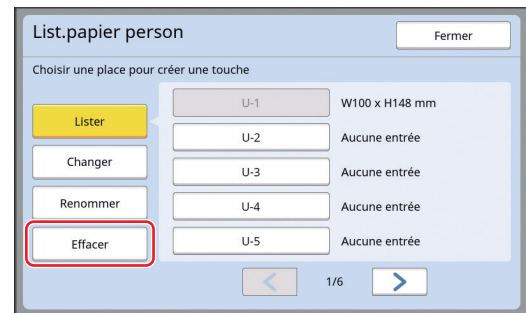 List.papier person
Fermer
Choisir une place pour créer une touche
Lister
Changer
Renommer
Effacer
U-1 W100 x H148 mm
U-2 Aucune entrée
U-3 Aucune entrée
U-4 Aucune entrée
U-5 Aucune entrée
1/6